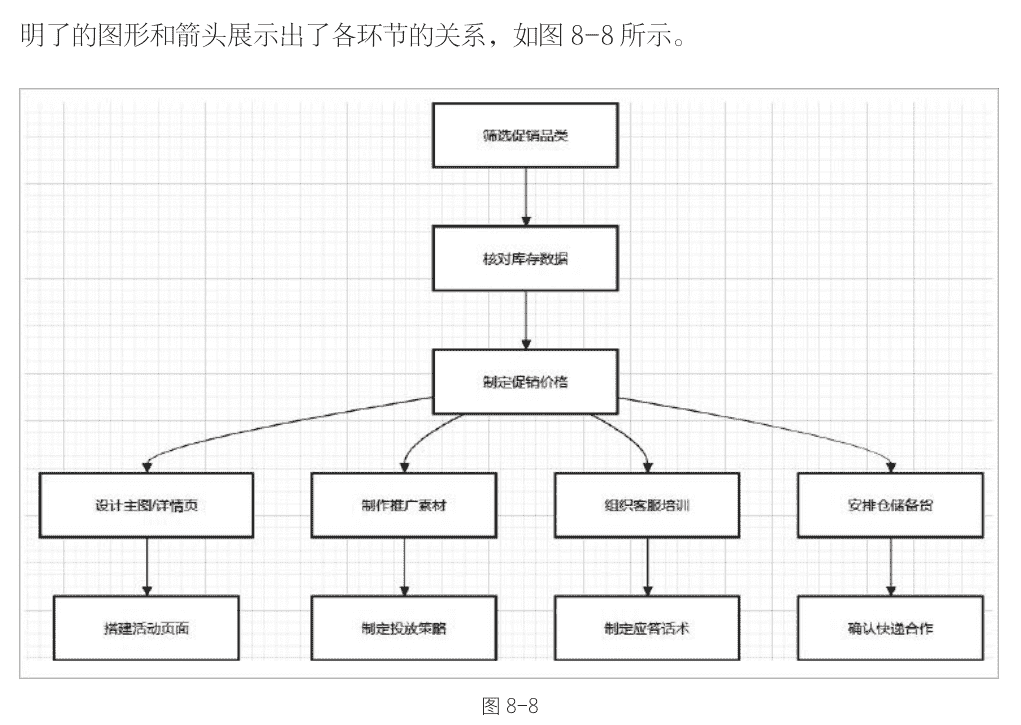 明了的图形和箭头展示出了各环节的关系，如图 8-8 所示。
筛选促销品类
核对库存数据
制定促销价格
设计主图/详情页
制作推广素材
组织客服培训
安排仓储备货
搭建活动页面
制定投放策略
制定应答话术
确认快递合作
图 8-8